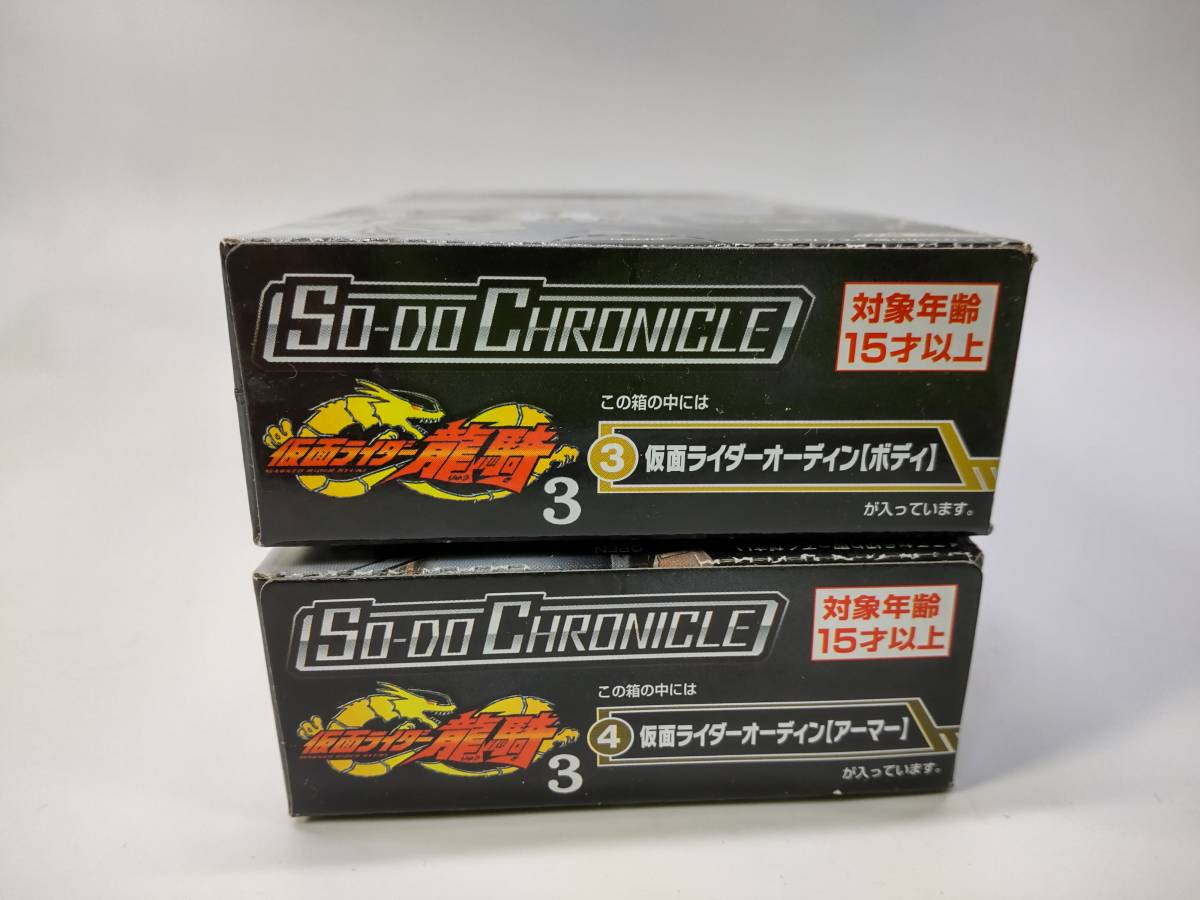 SO-DO CHRONICLE
対象年齢
15才以上
仮面ライダー龍騎
3
この箱の中には
3 仮面ライダーオーディン【ボディ】
が入っています。
OPEN
SO-DO CHRONICLE
対象年齢
15才以上
仮面ライダー龍騎
3
この箱の中には
4 仮面ライダーオーディン【アーマー】
が入っています。